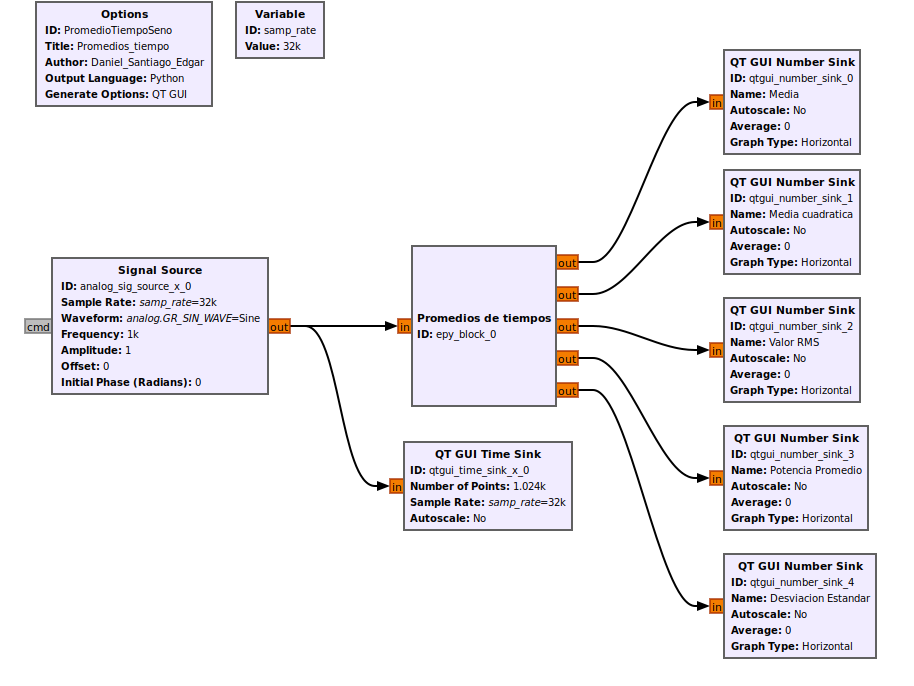 Options
ID: PromedioTiempoSeno
Title: Promedios_tiempo
Author: Daniel_Santiago_Edgar
Output Language: Python
Generate Options: QT GUI
Variable
ID: samp_rate
Value: 32k
QT GUI Number Sink
ID: qtgui_number_sink_0
Name: Media
Autoscale: No
Average: 0
Graph Type: Horizontal
in
QT GUI Number Sink
ID: qtgui_number_sink_1
Name: Media cuadratica
Autoscale: No
Average: 0
Graph Type: Horizontal
in
Signal Source
ID: analog_sig_source_x_0
Sample Rate: samp_rate=32k
Waveform: analog.GR_SIN_WAVE=Sine
Frequency: 1k
Amplitude: 1
Offset: 0
Initial Phase (Radians): 0
cmd
out
in
Promedios de tiempos
ID: epy_block_0
out
out
out
out
out
QT GUI Number Sink
ID: qtgui_number_sink_2
Name: Valor RMS
Autoscale: No
Average: 0
Graph Type: Horizontal
in
in
QT GUI Time Sink
ID: qtgui_time_sink_x_0
Number of Points: 1.024k
Sample Rate: samp_rate=32k
Autoscale: No
QT GUI Number Sink
ID: qtgui_number_sink_3
Name: Potencia Promedio
Autoscale: No
Average: 0
Graph Type: Horizontal
in
QT GUI Number Sink
ID: qtgui_number_sink_4
Name: Desviacion Estandar
Autoscale: No
Average: 0
Graph Type: Horizontal
in